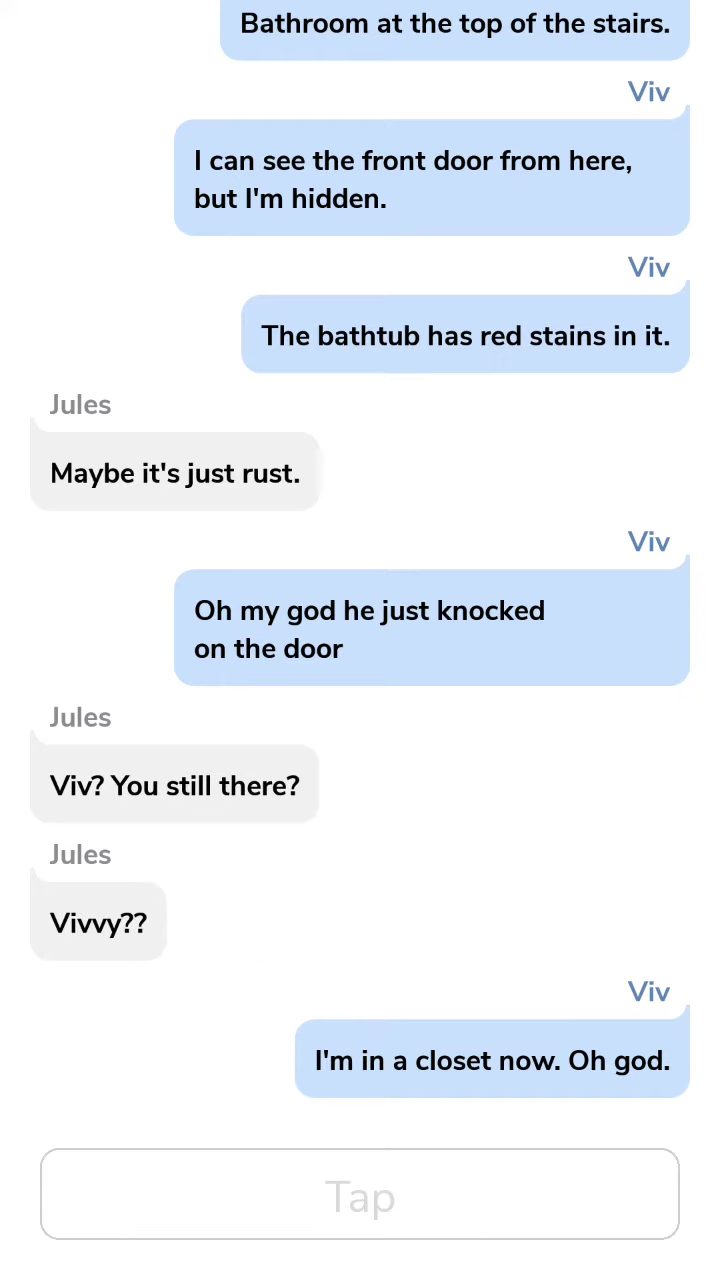 Bathroom at the top of the stairs.
Viv
I can see the front door from here,
but I'm hidden.
Viv
The bathtub has red stains in it.
Jules
Maybe it's just rust.
Viv
Oh my god he just knocked
on the door
Jules
Viv? You still there?
Jules
Vivvy??
Viv
I'm in a closet now. Oh god.
Tap